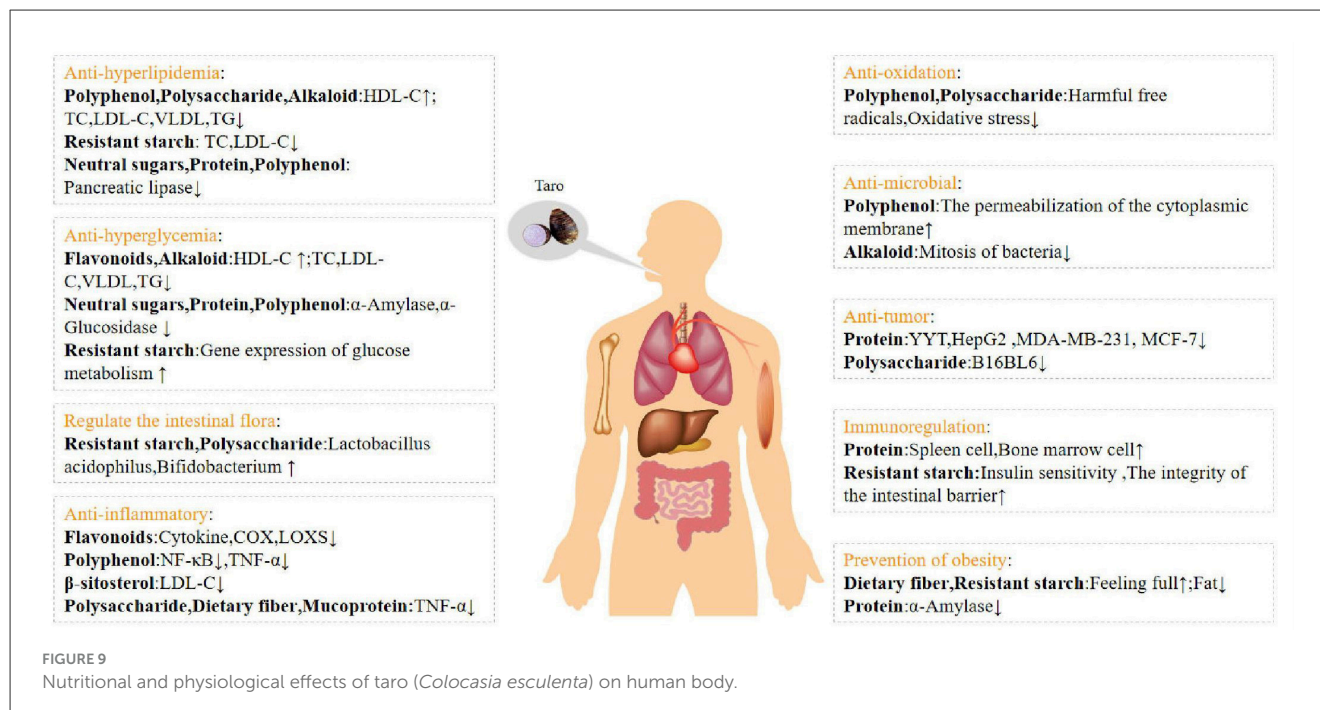 Anti-hyperlipidemia:
Polyphenol,Polysaccharide,Alkaloid:HDL-C↑;
TC,LDL-C,VLDL,TG↓
Resistant starch: TC,LDL-C↓
Neutral sugars,Protein,Polyphenol:
Pancreatic lipase↓
Anti-hyperglycemia:
Flavonoids,Alkaloid:HDL-C ↑;TC,LDL-
C,VLDL,TG↓
Neutral sugars,Protein,Polyphenol:α-Amylase,α-
Glucosidase ↓
Resistant starch:Gene expression of glucose
metabolism ↑
Regulate the intestinal flora:
Resistant starch,Polysaccharide:Lactobacillus
acidophilus,Bifidobacterium ↑
Anti-inflammatory:
Flavonoids:Cytokine,COX,LOXS↓
Polyphenol:NF-κB↓,TNF-α↓
β-sitosterol:LDL-C↓
Polysaccharide,Dietary fiber,Mucoprotein:TNF-α↓
Taro
Anti-oxidation:
Polyphenol,Polysaccharide:Harmful free
radicals,Oxidative stress↓
Anti-microbial:
Polyphenol:The permeabilization of the cytoplasmic
membrane↑
Alkaloid:Mitosis of bacteria↓
Anti-tumor:
Protein:YYT,HepG2 ,MDA-MB-231, MCF-7↓
Polysaccharide:B16BL6↓
Immunoregulation:
Protein:Spleen cell,Bone marrow cell↑
Resistant starch:Insulin sensitivity ,The integrity of
the intestinal barrier↑
Prevention of obesity:
Dietary fiber,Resistant starch:Feeling full↑;Fat↓
Protein:α-Amylase↓
FIGURE 9
Nutritional and physiological effects of taro (Colocasia esculenta) on human body.